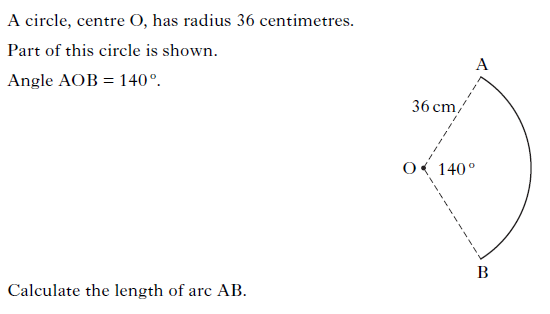 A circle, centre O, has radius 36 centimetres.
Part of this circle is shown.
Angle AOB = 140°.
A
36 cm
O 140°
B
Calculate the length of arc AB.